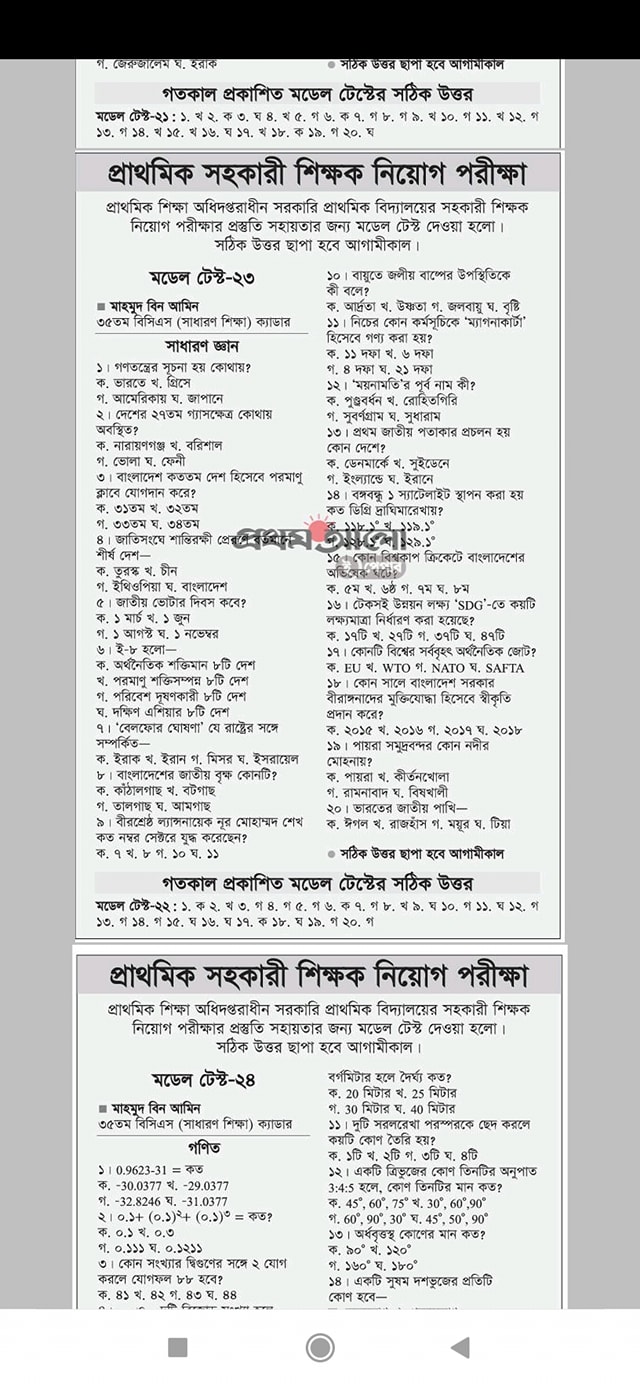 গ. জেরুজালেম ঘ. ইরাক
● সঠিক উত্তর ছাপা হবে আগামীকাল
গতকাল প্রকাশিত মডেল টেস্টের সঠিক উত্তর
মডেল টেস্ট-২১ : ১. খ ২. ক ৩. ঘ ৪. খ ৫. গ ৬. ক ৭. গ ৮. গ ৯. খ ১০. গ ১১. খ ১২. গ
১৩. গ ১৪. খ ১৫. খ ১৬. ঘ ১৭. খ ১৮. ক ১৯. গ ২০. ঘ
প্রাথমিক সহকারী শিক্ষক নিয়োগ পরীক্ষা
প্রাথমিক শিক্ষা অধিদপ্তরাধীন সরকারি প্রাথমিক বিদ্যালয়ের সহকারী শিক্ষক
নিয়োগ পরীক্ষার প্রস্তুতি সহায়তার জন্য মডেল টেস্ট দেওয়া হলো।
সঠিক উত্তর ছাপা হবে আগামীকাল।
মডেল টেস্ট-২৩
■ মাহমুদ বিন আমিন
৩৫তম বিসিএস (সাধারণ শিক্ষা) ক্যাডার
সাধারণ জ্ঞান
১। গণতন্ত্রের সূচনা হয় কোথায়?
ক. ভারতে খ. গ্রিসে
গ. আমেরিকায় ঘ. জাপানে
২। দেশের ২৭তম গ্যাসক্ষেত্র কোথায়
অবস্থিত?
ক. নারায়ণগঞ্জ খ. বরিশাল
গ. ভোলা ঘ. ফেনী
৩। বাংলাদেশ কততম দেশ হিসেবে পরমাণু
ক্লাবে যোগদান করে?
ক. ৩১তম খ. ৩২তম
গ. ৩৩তম ঘ. ৩৪তম
৪। জাতিসংঘে শান্তিরক্ষী প্রেরণে বর্তমানে
শীর্ষ দেশ—
ক. তুরস্ক খ. চীন
গ. ইথিওপিয়া ঘ. বাংলাদেশ
৫। জাতীয় ভোটার দিবস কবে?
ক. ১ মার্চ খ. ১ জুন
গ. ১ আগস্ট ঘ. ১ নভেম্বর
৬। ই-৮ হলো—
ক. অর্থনৈতিক শক্তিমান ৮টি দেশ
খ. পরমাণু শক্তিসম্পন্ন ৮টি দেশ
গ. পরিবেশ দূষণকারী ৮টি দেশ
ঘ. দক্ষিণ এশিয়ার ৮টি দেশ
৭। 'বেলফোর ঘোষণা' যে রাষ্ট্রের সঙ্গে
সম্পর্কিত—
ক. ইরাক খ. ইরান গ. মিসর ঘ. ইসরায়েল
৮। বাংলাদেশের জাতীয় বৃক্ষ কোনটি?
ক. কাঁঠালগাছ খ. বটগাছ
গ. তালগাছ ঘ. আমগাছ
৯। বীরশ্রেষ্ঠ ল্যান্সনায়েক নূর মোহাম্মদ শেখ
কত নম্বর সেক্টরে যুদ্ধ করেছেন?
ক. ৭ খ. ৮ গ. ১০ ঘ. ১১
১০। বায়ুতে জলীয় বাষ্পের উপস্থিতিকে
কী বলে?
ক. আর্দ্রতা খ. উষ্ণতা গ. জলবায়ু ঘ. বৃষ্টি
১১। নিচের কোন কর্মসূচিকে 'ম্যাগনাকার্টা'
হিসেবে গণ্য করা হয়?
ক. ১১ দফা খ. ৬ দফা
গ. ৪ দফা ঘ. ২১ দফা
১২। 'ময়নামতি'র পূর্ব নাম কী?
ক. পুণ্ড্রবর্ধন খ. রোহিতগিরি
গ. সুবর্ণগ্রাম ঘ. সুধারাম
১৩। প্রথম জাতীয় পতাকার প্রচলন হয়
কোন দেশে?
ক. ডেনমার্কে খ. সুইডেনে
গ. ইংল্যান্ডে ঘ. ইরানে
১৪। বঙ্গবন্ধু ১ স্যাটেলাইট স্থাপন করা হয়
কত ডিগ্রি দ্রাঘিমারেখায়?
ক. ১১৮.১° খ. ১১৯.১°
প্রথম আলো
১২৮.১° ঘ. ১২৯.১°
১৫। কোন বিশ্বকাপ ক্রিকেটে বাংলাদেশের
অভিষেক ঘটে?
ক. ৫ম খ. ৬ষ্ঠ গ. ৭ম ঘ. ৮ম
১৬। টেকসই উন্নয়ন লক্ষ্য 'SDG'-তে কয়টি
লক্ষ্যমাত্রা নির্ধারণ করা হয়েছে?
ক. ১৭টি খ. ২৭টি গ. ৩৭টি ঘ. ৪৭টি
১৭। কোনটি বিশ্বের সর্ববৃহৎ অর্থনৈতিক জোট?
ক. EU খ. WTO গ. NATO ঘ. SAFTA
১৮। কোন সালে বাংলাদেশ সরকার
বীরাঙ্গনাদের মুক্তিযোদ্ধা হিসেবে স্বীকৃতি
প্রদান করে?
ক. ২০১৫ খ. ২০১৬ গ. ২০১৭ ঘ. ২০১৮
১৯। পায়রা সমুদ্রবন্দর কোন নদীর
মোহনায়?
ক. পায়রা খ. কীর্তনখোলা
গ. রামনাবাদ ঘ. বিষখালী
২০। ভারতের জাতীয় পাখি—
ক. ঈগল খ. রাজহাঁস গ. ময়ূর ঘ. টিয়া
● সঠিক উত্তর ছাপা হবে আগামীকাল
গতকাল প্রকাশিত মডেল টেস্টের সঠিক উত্তর
মডেল টেস্ট-২২ : ১. ক ২. খ ৩. গ ৪. গ ৫. গ ৬. ক ৭. গ ৮. খ ৯. ঘ ১০. গ ১১. ঘ ১২. গ
১৩. গ ১৪. গ ১৫. ঘ ১৬. ঘ ১৭. ক ১৮. ঘ ১৯. গ ২০. গ
প্রাথমিক সহকারী শিক্ষক নিয়োগ পরীক্ষা
প্রাথমিক শিক্ষা অধিদপ্তরাধীন সরকারি প্রাথমিক বিদ্যালয়ের সহকারী শিক্ষক
নিয়োগ পরীক্ষার প্রস্তুতি সহায়তার জন্য মডেল টেস্ট দেওয়া হলো।
সঠিক উত্তর ছাপা হবে আগামীকাল।
মডেল টেস্ট-২৪
■ মাহমুদ বিন আমিন
৩৫তম বিসিএস (সাধারণ শিক্ষা) ক্যাডার
গণিত
১। 0.9623-31 = কত
ক. -30.0377 খ. -29.0377
গ. -32.8246 ঘ. -31.0377
২। ০.১+ (০.১)²+ (০.১)³ = কত?
ক. ০.১ খ. ০.৩
গ. ০.১১১ ঘ. ০.১২১১
৩। কোন সংখ্যার দ্বিগুণের সঙ্গে ২ যোগ
করলে যোগফল ৮৮ হবে?
ক. ৪১ খ. ৪২ গ. ৪৩ ঘ. ৪৪
বর্গমিটার হলে দৈর্ঘ্য কত?
ক. 20 মিটার খ. 25 মিটার
গ. 30 মিটার ঘ. 40 মিটার
১১। দুটি সরলরেখা পরস্পরকে ছেদ করলে
কয়টি কোণ তৈরি হয়?
ক. ১টি খ. ২টি গ. ৩টি ঘ. ৪টি
১২। একটি ত্রিভুজের কোণ তিনটির অনুপাত
3:4:5 হলে, কোণ তিনটির মান কত?
ক. 45°, 60°, 75° খ. 30°, 60°,90°
গ. 60°, 90°, 30° ঘ. 45°, 50°, 90°
১৩। অর্ধবৃত্তস্থ কোণের মান কত?
ক. ৯০° খ. ১২০°
গ. ১৬০° ঘ. ১৮০°
১৪। একটি সুষম দশভুজের প্রতিটি
কোণ হবে—